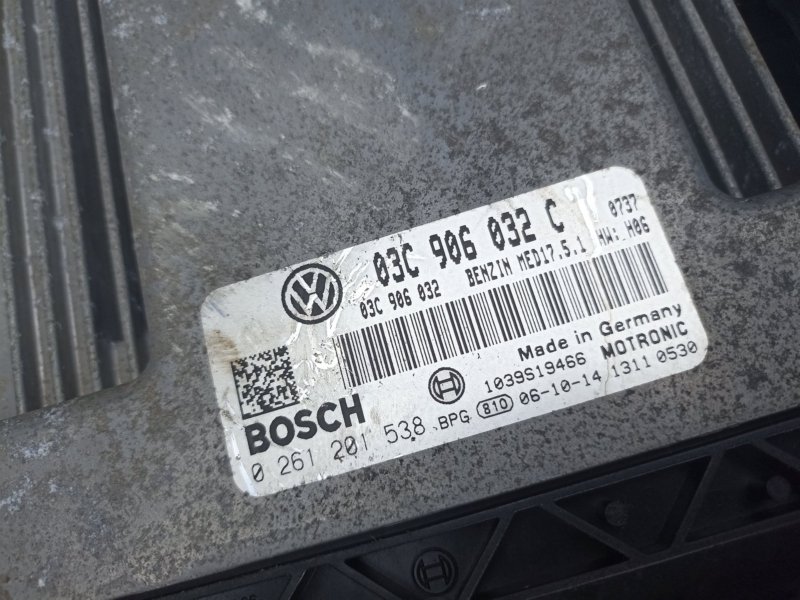 03C 906 032 C 0737
03C 906 032 BENZIN MED17.5.1 HW: H06
Made in Germany
1039S19466 MOTRONIC
BOSCH
0 261 201 538 BPG 810 06-10-14 1311 0530